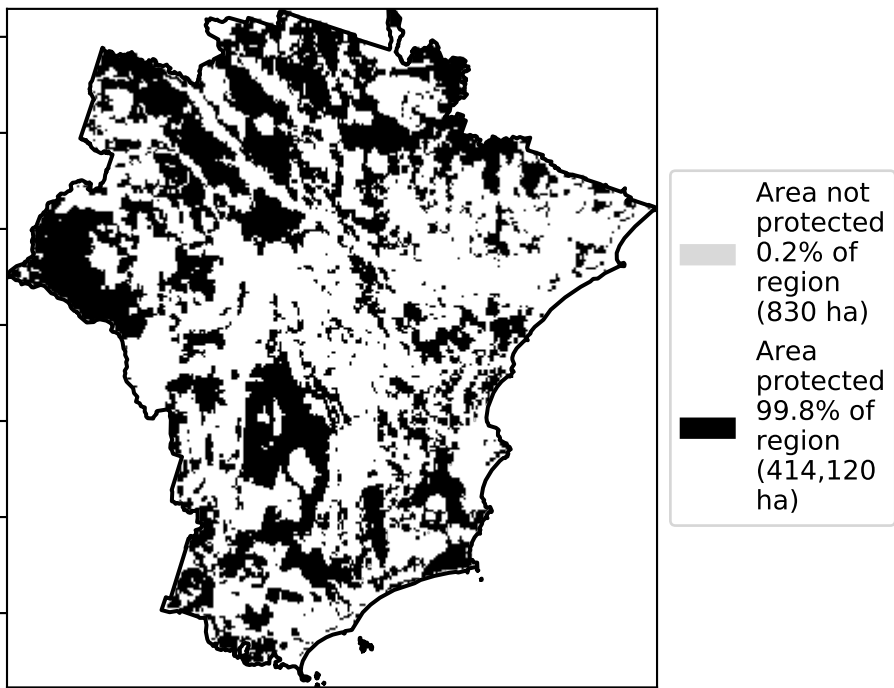 Area not
protected
0.2% of
region
(830 ha)
Area
protected
99.8% of
region
(414,120
ha)